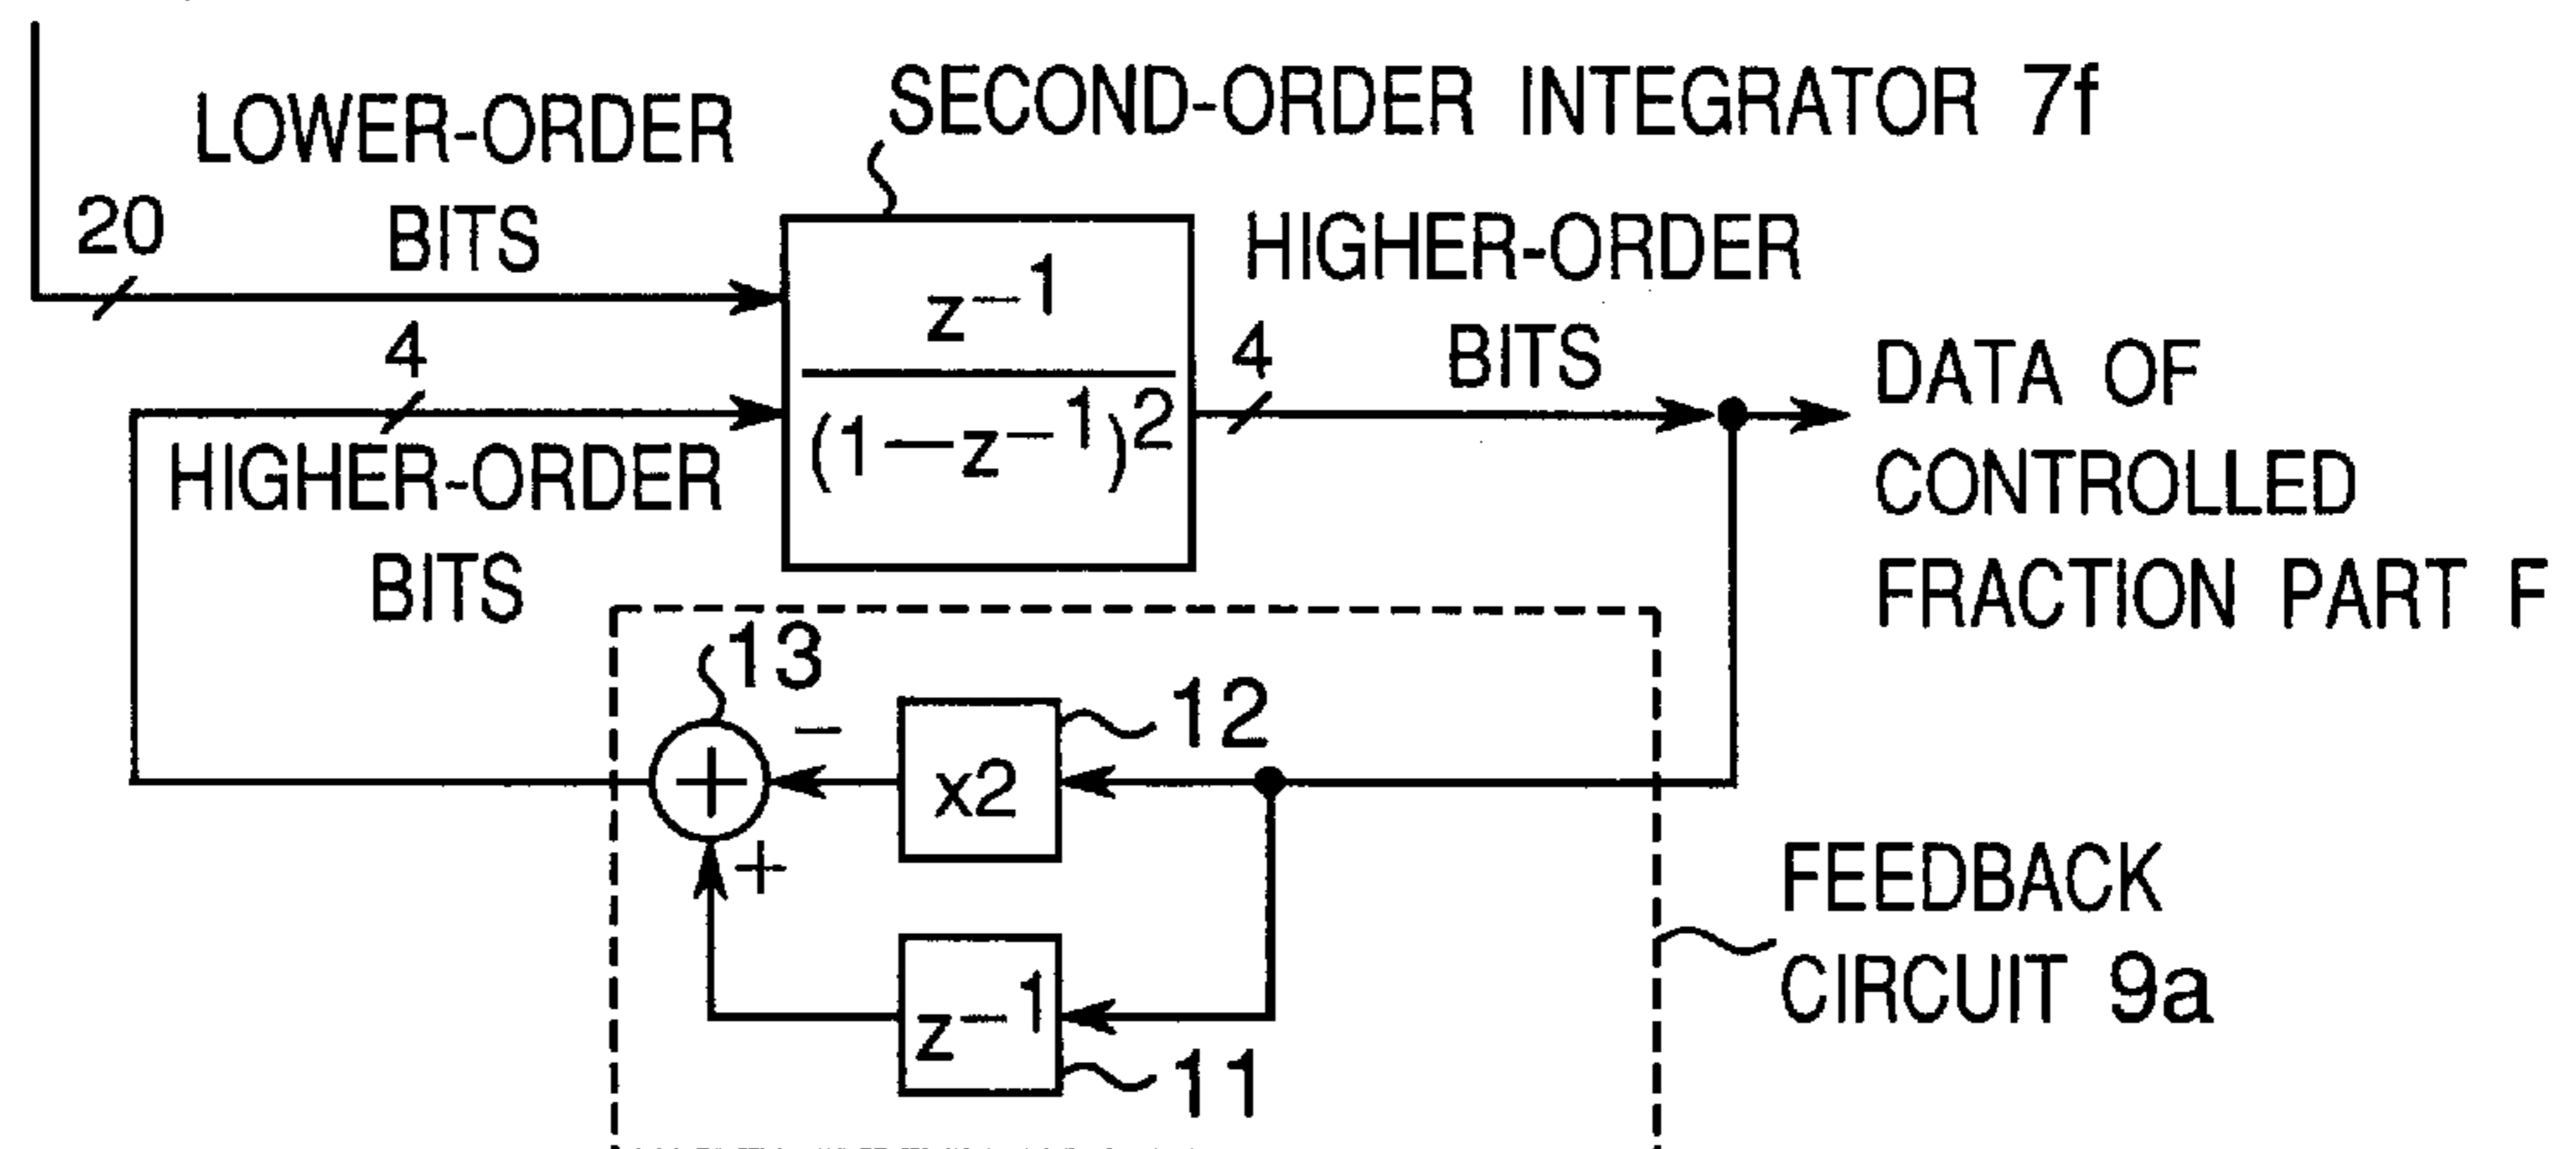 SECOND-ORDER INTEGRATOR 7f
LOWER-ORDER
BITS
20
HIGHER-ORDER
BITS
z⁻¹
(1−z⁻¹)²
4
4
HIGHER-ORDER
BITS
DATA OF
CONTROLLED
FRACTION PART F
13
−
12
x2
+
+
z⁻¹
11
FEEDBACK
CIRCUIT 9a